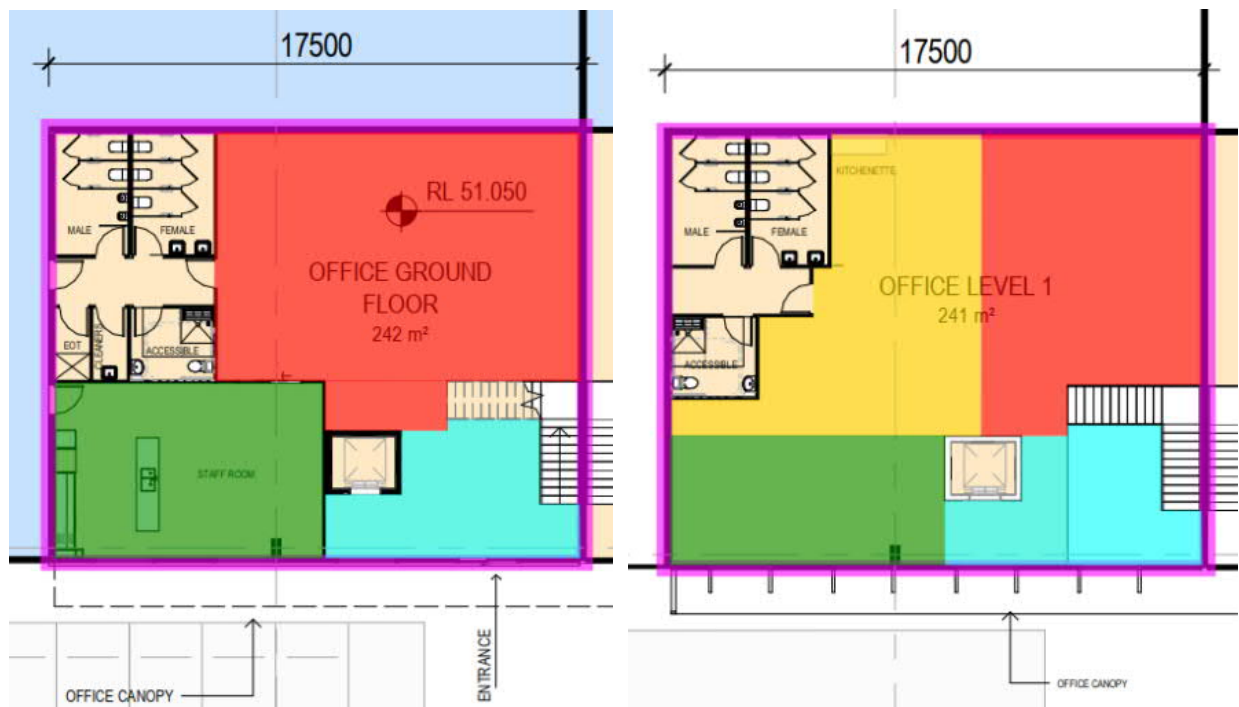 17500
RL 51.050
MALE
FEMALE
OFFICE GROUND
FLOOR
242 m²
EOT
CLEANERS
ACCESSIBLE
STAFF ROOM
ENTRANCE
OFFICE CANOPY
17500
KITCHENETTE
MALE
FEMALE
OFFICE LEVEL 1
241 m²
ACCESSIBLE
OFFICE CANOPY